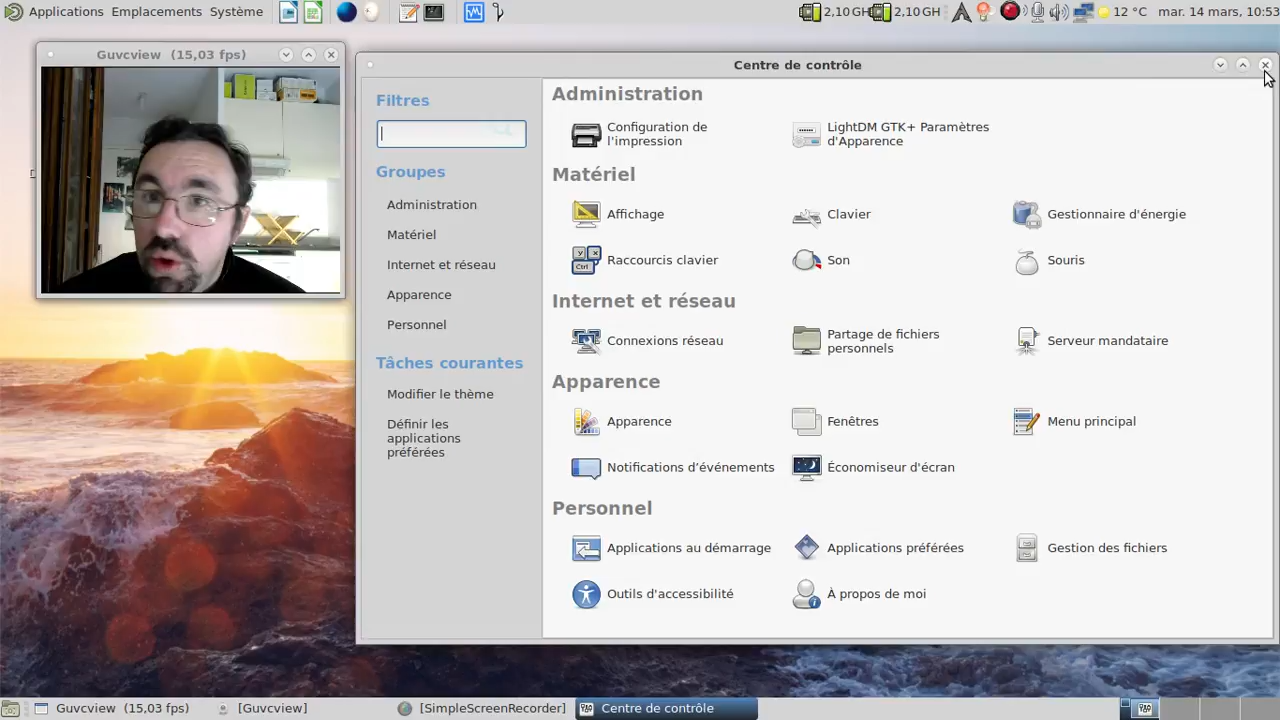 Applications Emplacements Système
2,10 GH 2,10 GH 12 °C mar. 14 mars, 10:53
Guvcview (15,03 fps)
Centre de contrôle
Filtres
Groupes
Administration
Matériel
Internet et réseau
Apparence
Personnel
Tâches courantes
Modifier le thème
Définir les
applications
préférées
Administration
Configuration de
l'impression
LightDM GTK+ Paramètres
d'Apparence
Matériel
Affichage
Clavier
Gestionnaire d'énergie
Raccourcis clavier
Son
Souris
Internet et réseau
Connexions réseau
Partage de fichiers
personnels
Serveur mandataire
Apparence
Apparence
Fenêtres
Menu principal
Notifications d’événements
Économiseur d'écran
Personnel
Applications au démarrage
Applications préférées
Gestion des fichiers
Outils d'accessibilité
À propos de moi
Guvcview (15,03 fps)
[Guvcview]
[SimpleScreenRecorder]
Centre de contrôle